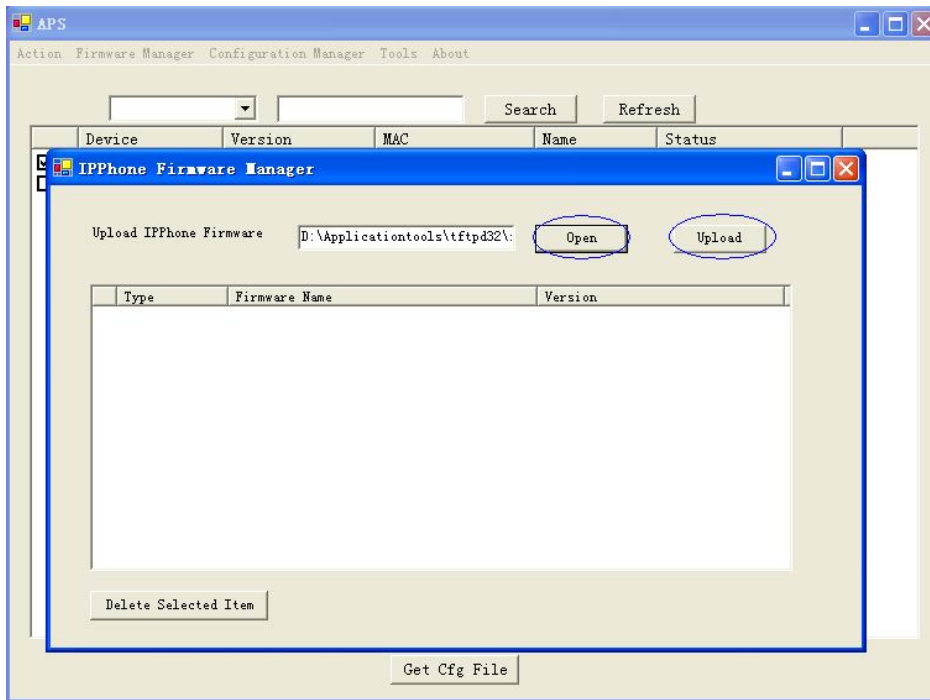 APS
Action Firmware Manager Configuration Manager Tools About
Search Refresh
Device Version MAC Name Status
IPPhone Firmware Manager
Upload IPPhone Firmware D:\Applicationtools\tftpd32\: Open Upload
Type Firmware Name Version
Delete Selected Item
Get Cfg File